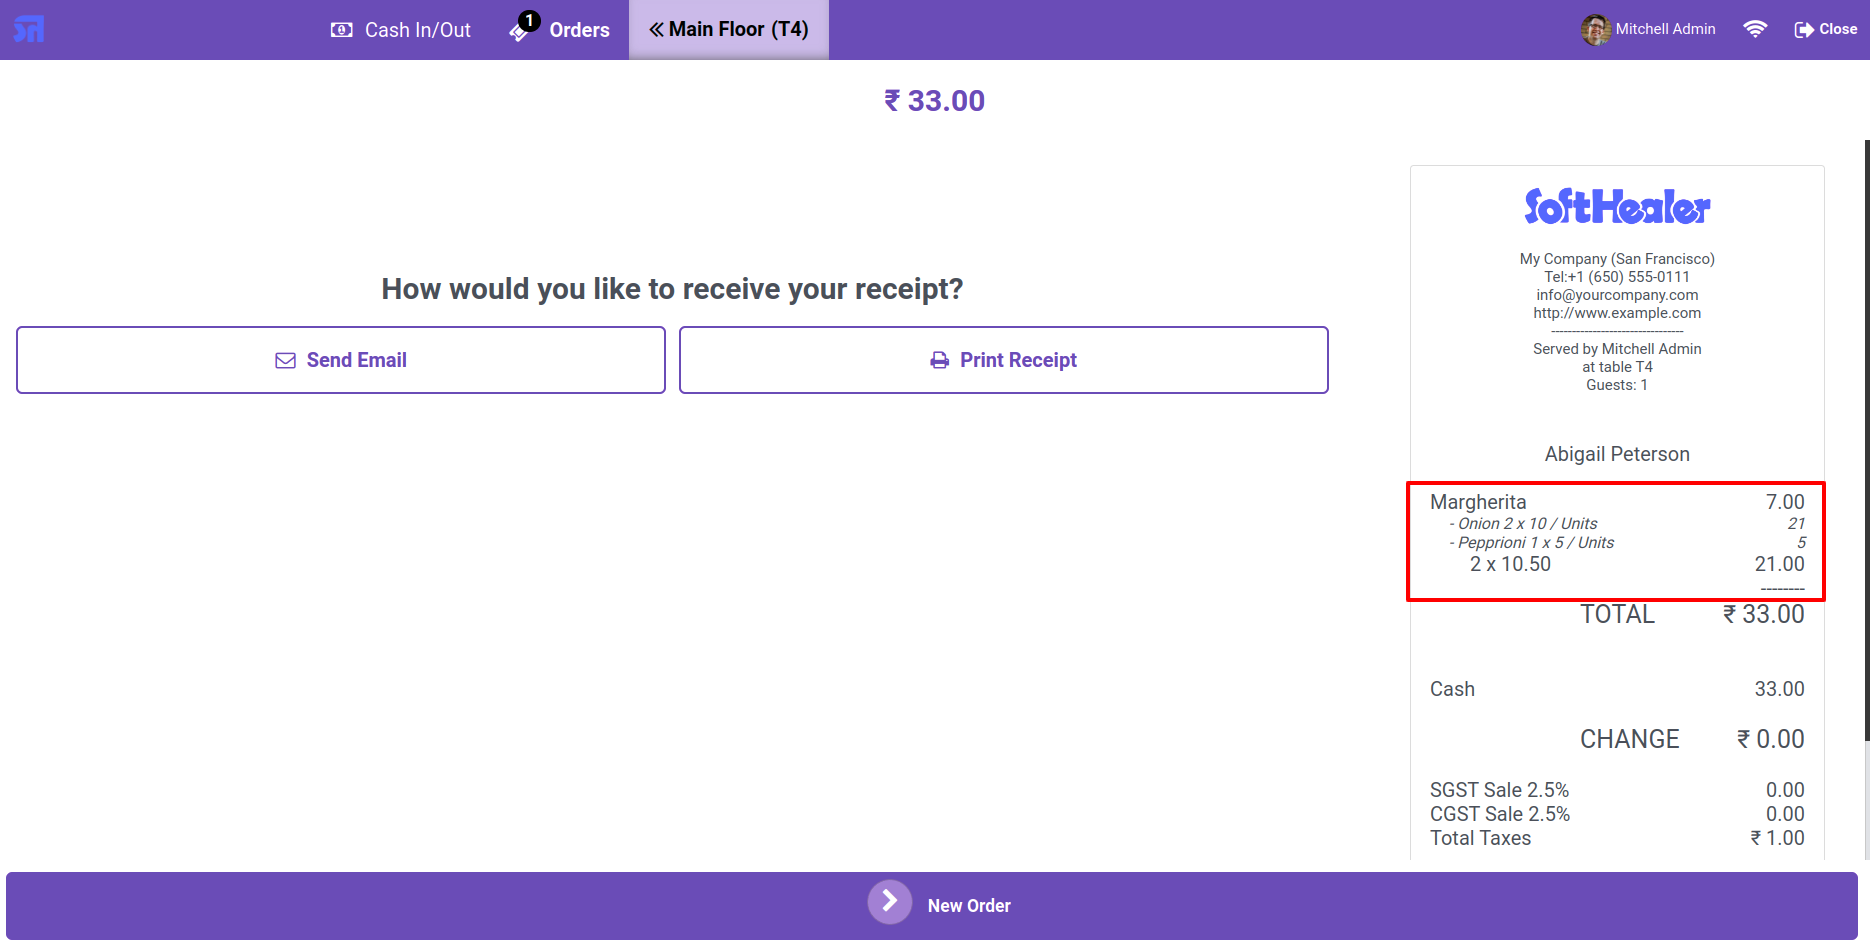 Cash In/Out
1
Orders
Main Floor (T4)
Mitchell Admin
Close
₹ 33.00
How would you like to receive your receipt?
Send Email
Print Receipt
SoftHealer
My Company (San Francisco)
Tel:+1 (650) 555-0111
info@yourcompany.com
http://www.example.com
--------------------------------
Served by Mitchell Admin
at table T4
Guests: 1
Abigail Peterson
Margherita 7.00
- Onion 2 x 10 / Units 21
- Pepprioni 1 x 5 / Units 5
2 x 10.50 21.00
--------
TOTAL ₹ 33.00
Cash 33.00
CHANGE ₹ 0.00
SGST Sale 2.5% 0.00
CGST Sale 2.5% 0.00
Total Taxes ₹ 1.00
New Order